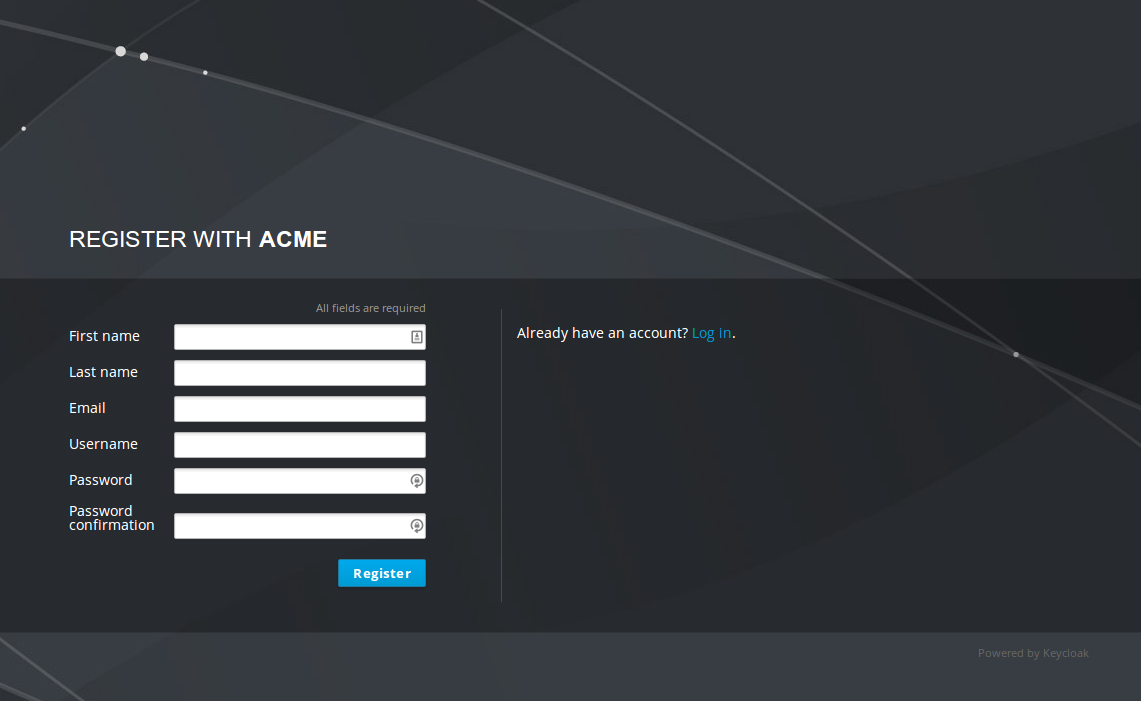 REGISTER WITH ACME
All fields are required
First name
Last name
Email
Username
Password
Password
confirmation
Register
Already have an account? Log in.
Powered by Keycloak